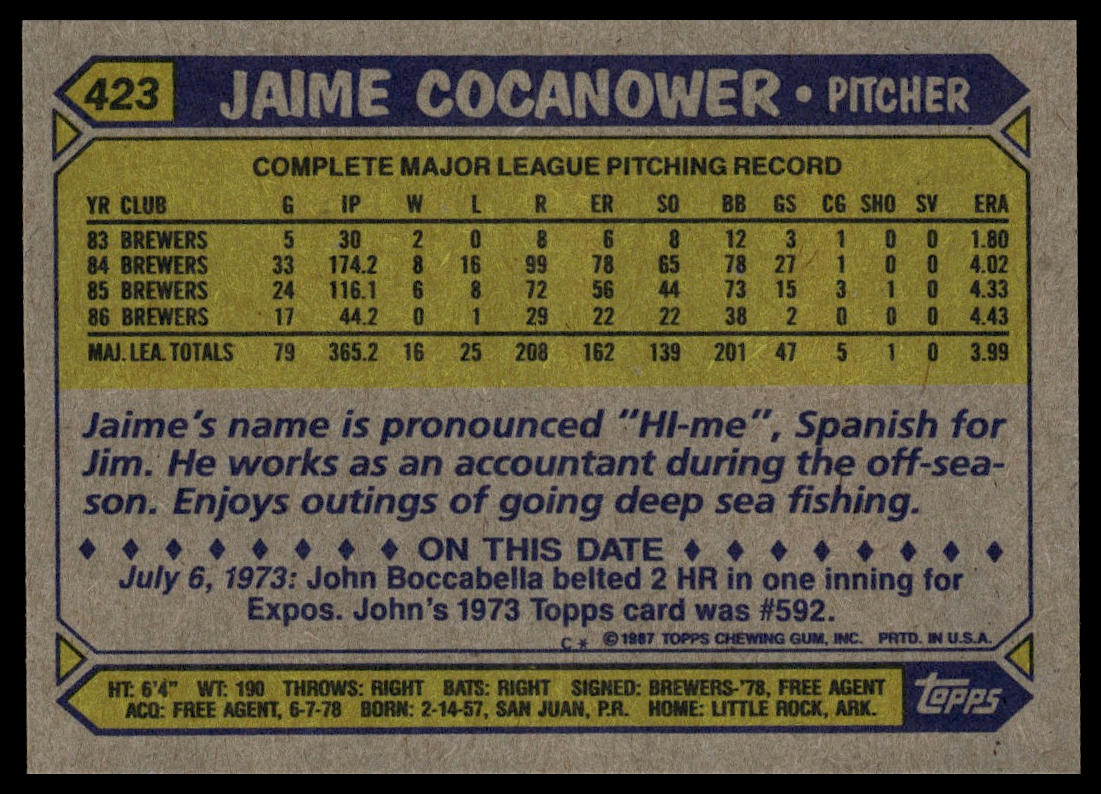 423 JAIME COCANOWER • PITCHER
COMPLETE MAJOR LEAGUE PITCHING RECORD
YR CLUB G IP W L R ER SO BB GS CG SHO SV ERA
83 BREWERS 5 30 2 0 8 6 8 12 3 1 0 0 1.80
84 BREWERS 33 174.2 8 16 99 78 65 78 27 1 0 0 4.02
85 BREWERS 24 116.1 6 8 72 56 44 73 15 3 1 0 4.33
86 BREWERS 17 44.2 0 1 29 22 22 38 2 0 0 0 4.43
MAJ. LEA. TOTALS 79 365.2 16 25 208 162 139 201 47 5 1 0 3.99
Jaime's name is pronounced "HI-me", Spanish for
Jim. He works as an accountant during the off-sea-
son. Enjoys outings of going deep sea fishing.
ON THIS DATE
July 6, 1973: John Boccabella belted 2 HR in one inning for
Expos. John's 1973 Topps card was #592.
C* ©1987 TOPPS CHEWING GUM, INC. PRTD. IN U.S.A.
HT: 6'4" WT: 190 THROWS: RIGHT BATS: RIGHT SIGNED: BREWERS-'78, FREE AGENT
ACQ: FREE AGENT, 6-7-78 BORN: 2-14-57, SAN JUAN, P.R. HOME: LITTLE ROCK, ARK.
topps